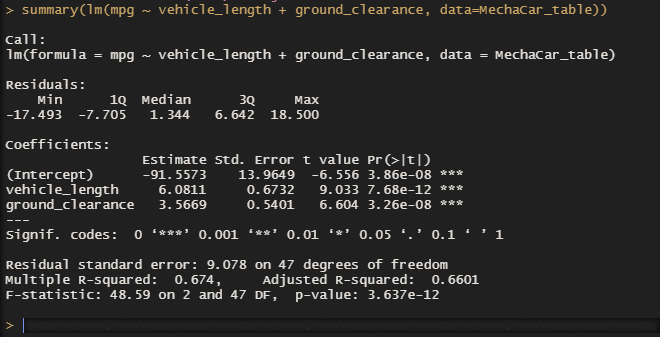 > summary(lm(mpg ~ vehicle_length + ground_clearance, data=MechaCar_table))
Call:
lm(formula = mpg ~ vehicle_length + ground_clearance, data = MechaCar_table)
Residuals:
    Min      1Q  Median      3Q     Max
-17.493  -7.705   1.344   6.642  18.500
Coefficients:
                 Estimate Std. Error t value Pr(>|t|)
(Intercept)      -91.5573    13.9649  -6.556 3.86e-08 ***
vehicle_length     6.0811     0.6732   9.033 7.68e-12 ***
ground_clearance   3.5669     0.5401   6.604 3.26e-08 ***
---
Signif. codes:  0 ‘***’ 0.001 ‘**’ 0.01 ‘*’ 0.05 ‘.’ 0.1 ‘ ’ 1
Residual standard error: 9.078 on 47 degrees of freedom
Multiple R-squared:  0.674,	Adjusted R-squared:  0.6601
F-statistic: 48.59 on 2 and 47 DF,  p-value: 3.637e-12
>